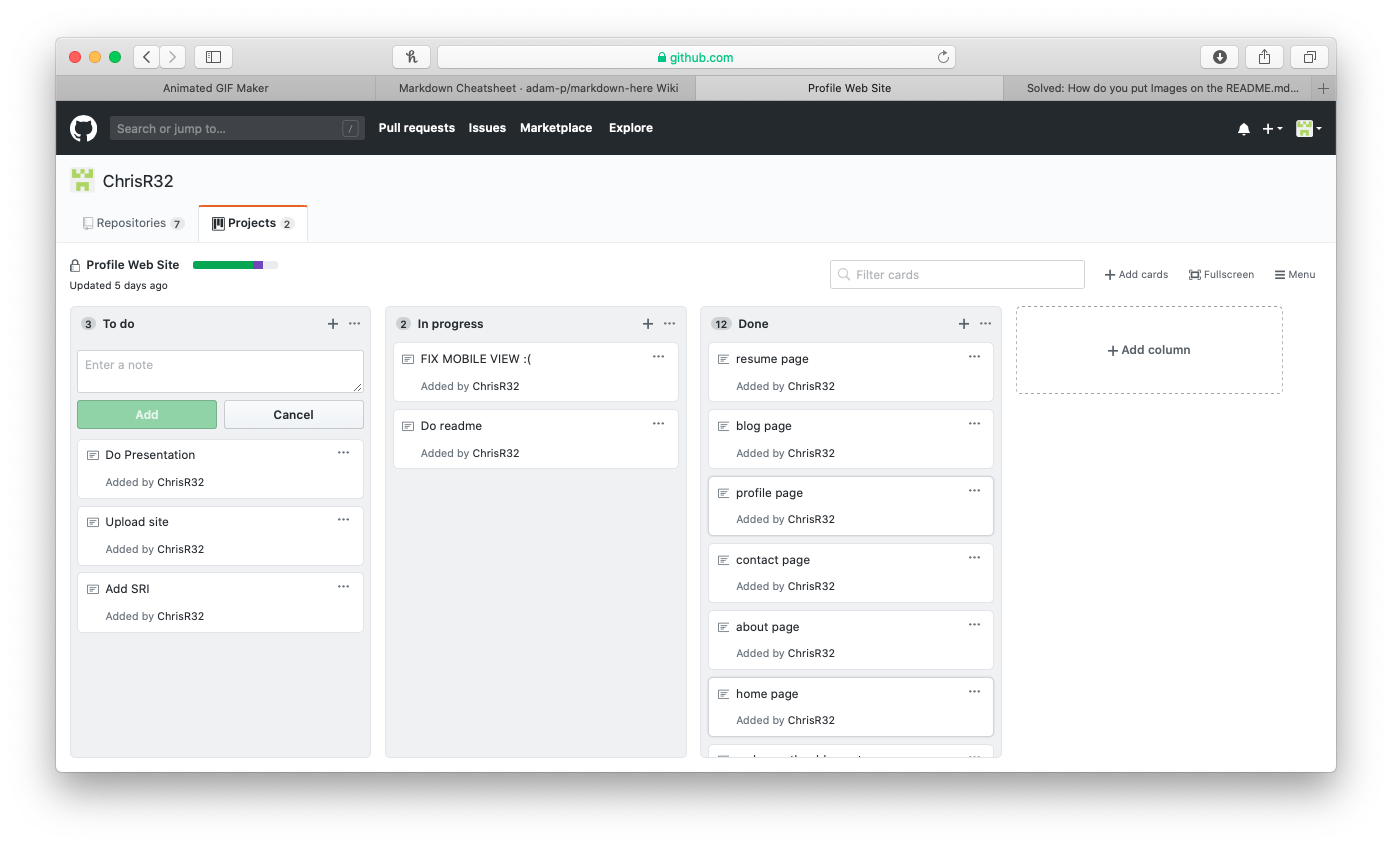 github.com
Animated GIF Maker
Markdown Cheatsheet · adam-p/markdown-here Wiki
Profile Web Site
Solved: How do you put Images on the README.md...
Search or jump to...
/
Pull requests
Issues
Marketplace
Explore
ChrisR32
Repositories 7
Projects 2
Profile Web Site
Updated 5 days ago
Filter cards
Add cards
Fullscreen
Menu
3 To do
Enter a note
Add
Cancel
Do Presentation
Added by ChrisR32
Upload site
Added by ChrisR32
Add SRI
Added by ChrisR32
2 In progress
FIX MOBILE VIEW :(
Added by ChrisR32
Do readme
Added by ChrisR32
12 Done
resume page
Added by ChrisR32
blog page
Added by ChrisR32
profile page
Added by ChrisR32
contact page
Added by ChrisR32
about page
Added by ChrisR32
home page
Added by ChrisR32
Add column